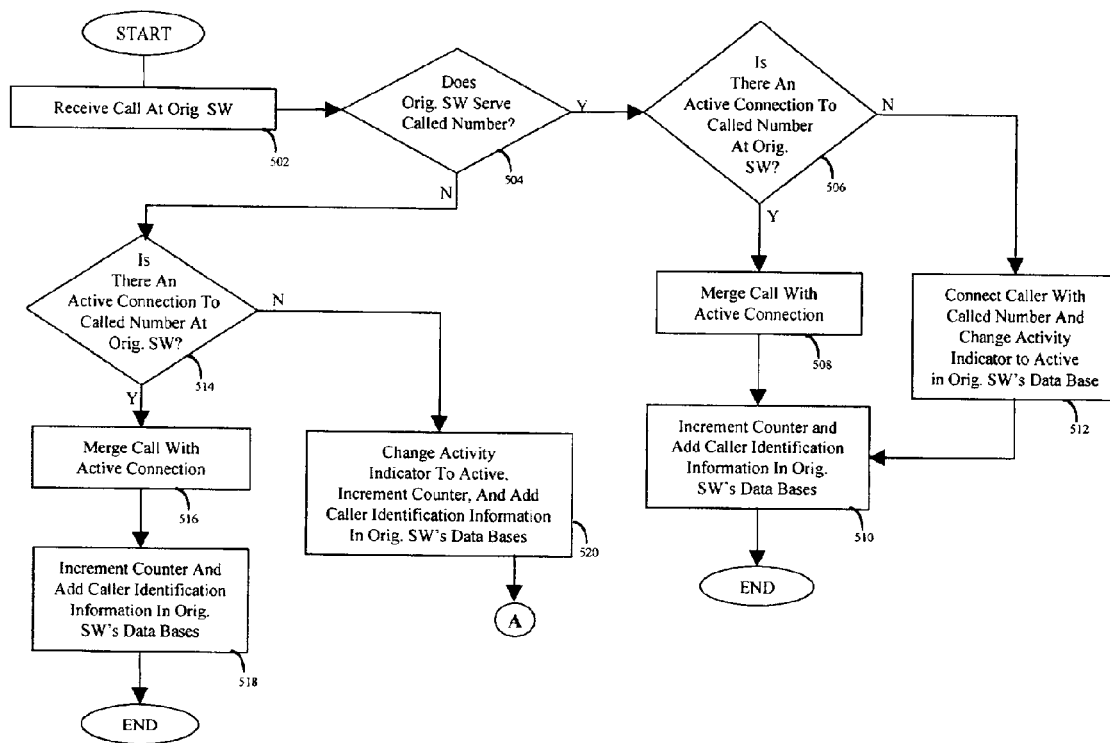 START
Receive Call At Orig. SW
502
Does
Orig. SW Serve
Called Number?
504
Y
N
Is
There An
Active Connection To
Called Number
At Orig.
SW?
506
N
Y
Merge Call With
Active Connection
508
Connect Caller With
Called Number And
Change Activity
Indicator to Active
in Orig. SW's Data Base
512
Increment Counter and
Add Caller Identification
Information In Orig.
SW's Data Bases
510
END
Is
There An
Active Connection To
Called Number At
Orig. SW?
514
N
Y
Merge Call With
Active Connection
516
Increment Counter And
Add Caller Identification
Information In Orig.
SW's Data Bases
518
END
Change Activity
Indicator To Active,
Increment Counter, And Add
Caller Identification Information
In Orig. SW's Data Bases
520
A